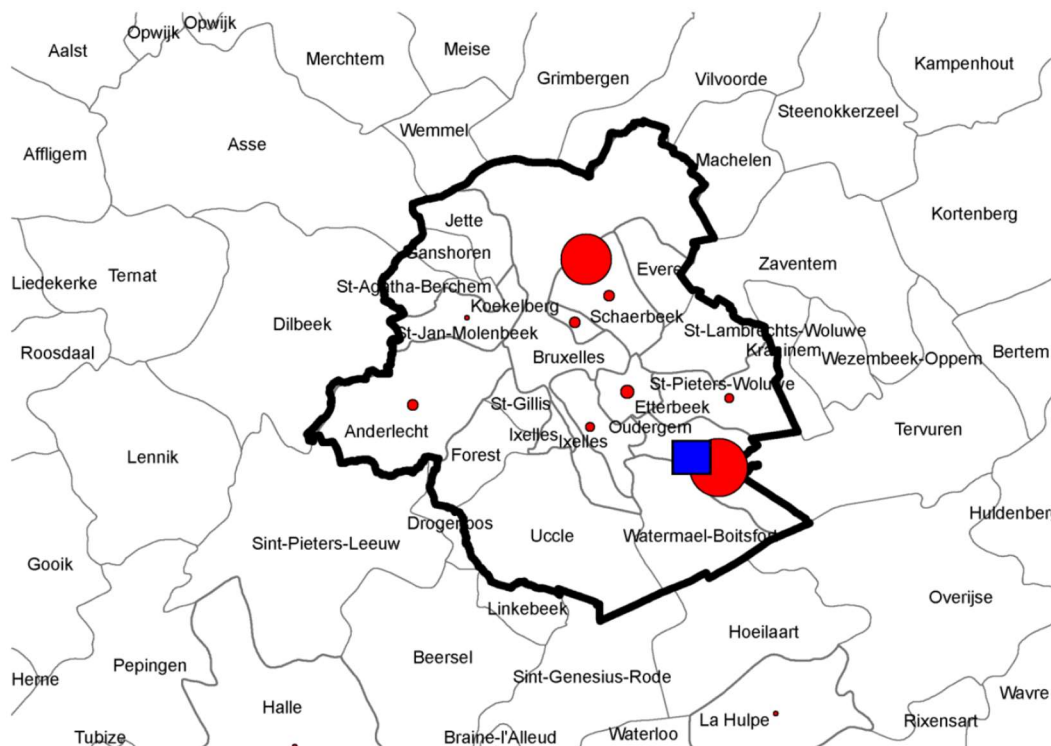 Opwijk
Opwijk
Aalst
Merchtem
Meise
Grimbergen
Vilvoorde
Kampenhout
Steenokkerzeel
Wemmel
Asse
Affligem
Machelen
Kortenberg
Jette
Ganshoren
Evere
Zaventem
Ternat
Liedekerke
St-Agatha-Berchem
Koekelberg
Schaerbeek
Dilbeek
St-Jan-Molenbeek
St-Lambrechts-Woluwe
Kraainem
Wezembeek-Oppem
Bertem
Roosdaal
Bruxelles
St-Pieters-Woluwe
St-Gillis
Etterbeek
Oudergem
Tervuren
Anderlecht
Ixelles
Ixelles
Forest
Lennik
Huldenberg
Drogenbos
Uccle
Watermael-Boitsfort
Sint-Pieters-Leeuw
Gooik
Overijse
Linkebeek
Hoeilaart
Beersel
Pepingen
Herne
Sint-Genesius-Rode
Wavre
Halle
La Hulpe
Rixensart
Tubize
Braine-l'Alleud
Waterloo